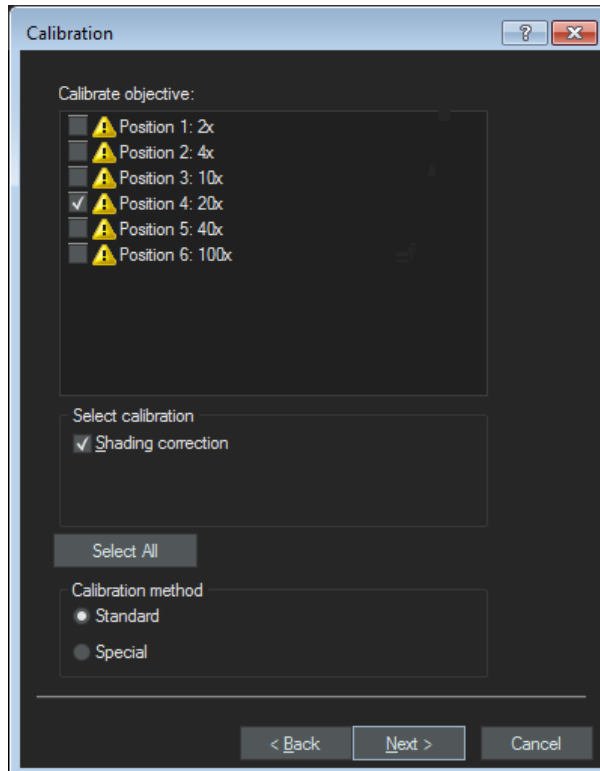 Calibration
Calibrate objective:
Position 1: 2x
Position 2: 4x
Position 3: 10x
Position 4: 20x
Position 5: 40x
Position 6: 100x
Select calibration
Shading correction
Select All
Calibration method
Standard
Special
< Back Next > Cancel